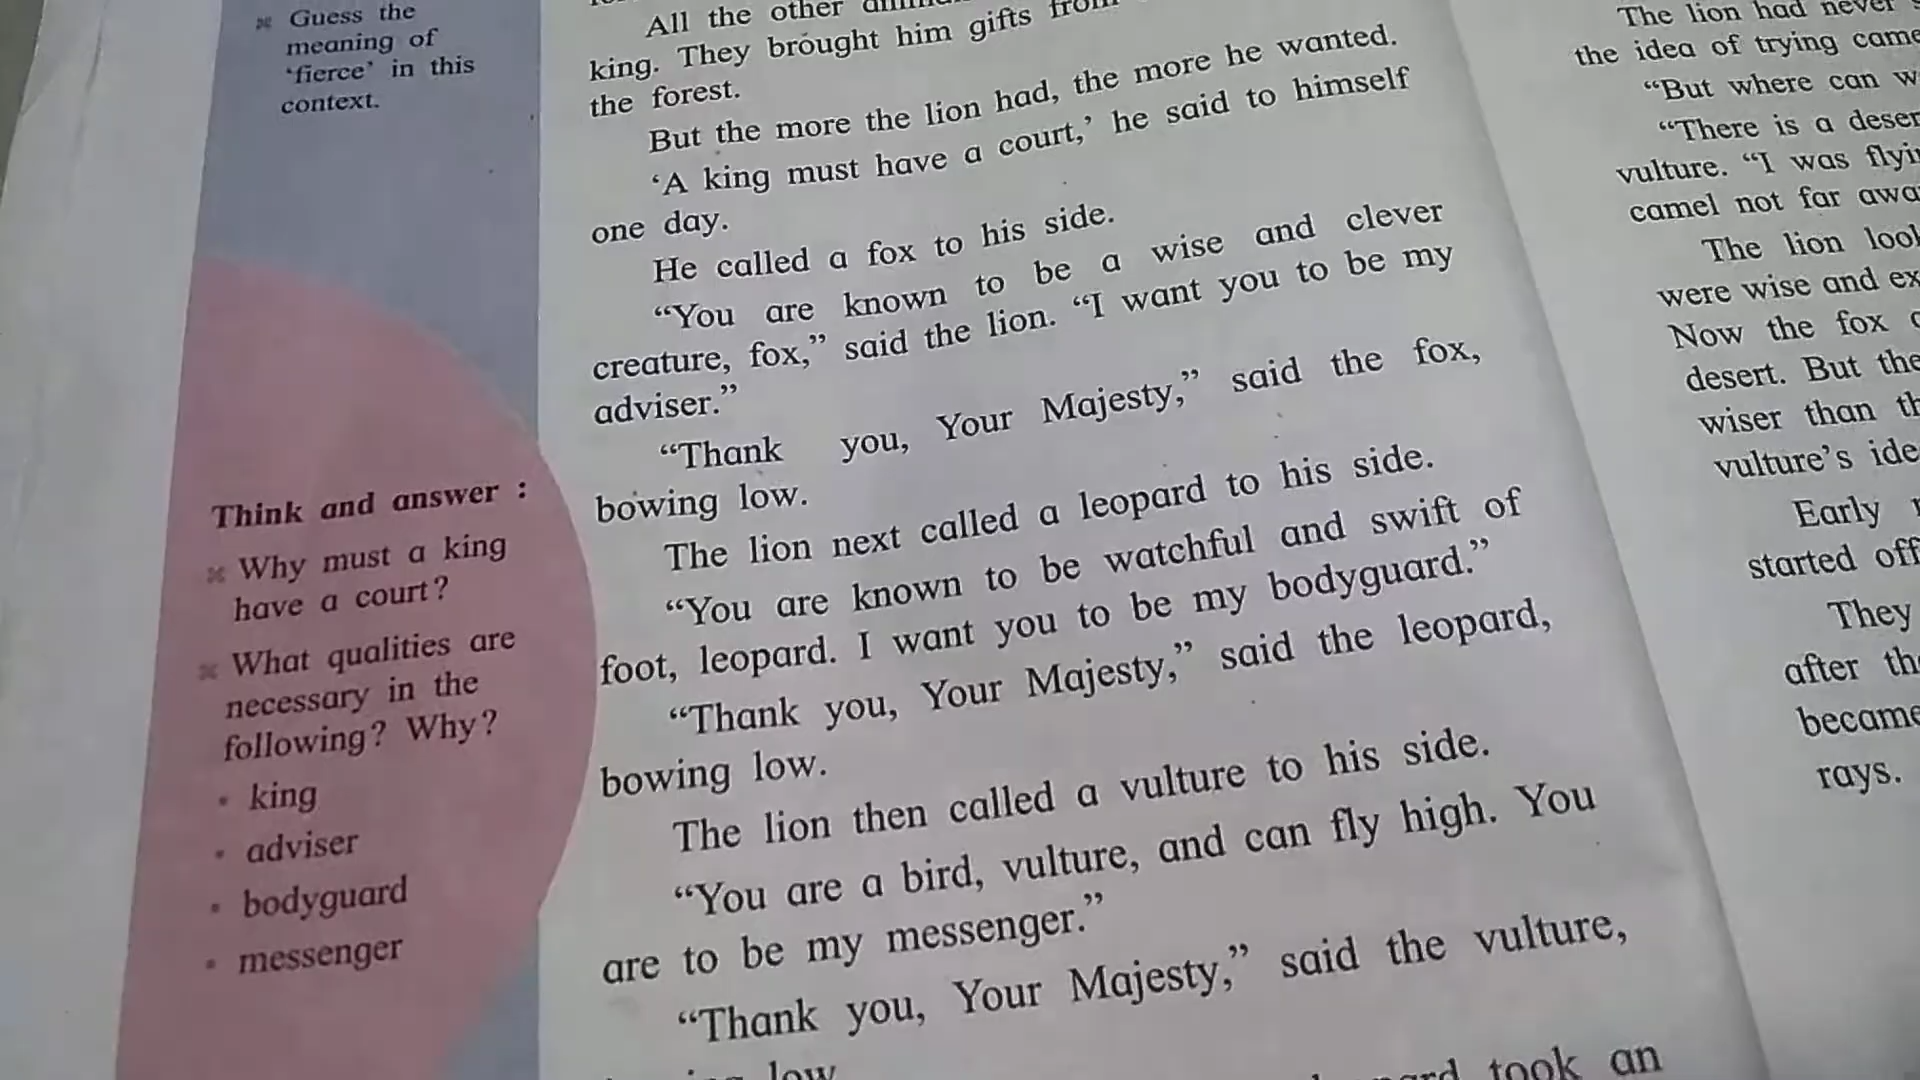 Guess the
meaning of
‘fierce’ in this
context.
Think and answer :
Why must a king
have a court?
What qualities are
necessary in the
following? Why?
• king
• adviser
• bodyguard
• messenger
All the other
king. They brought him gifts from
the forest.
But the more the lion had, the more he wanted.
‘A king must have a court,’ he said to himself
one day.
He called a fox to his side.
“You are known to be a wise and clever
creature, fox,” said the lion. “I want you to be my
adviser.”
“Thank you, Your Majesty,” said the fox,
bowing low.
The lion next called a leopard to his side.
“You are known to be watchful and swift of
foot, leopard. I want you to be my bodyguard.”
“Thank you, Your Majesty,” said the leopard,
bowing low.
The lion then called a vulture to his side.
“You are a bird, vulture, and can fly high. You
are to be my messenger.”
“Thank you, Your Majesty,” said the vulture,
low
took an
The lion had never
the idea of trying
“But where can
“There is a
vulture. “I was
camel not far
The lion
were wise and
Now the fox
desert. But the
wiser than
vulture’s
Early
started off
They
after
became
rays.